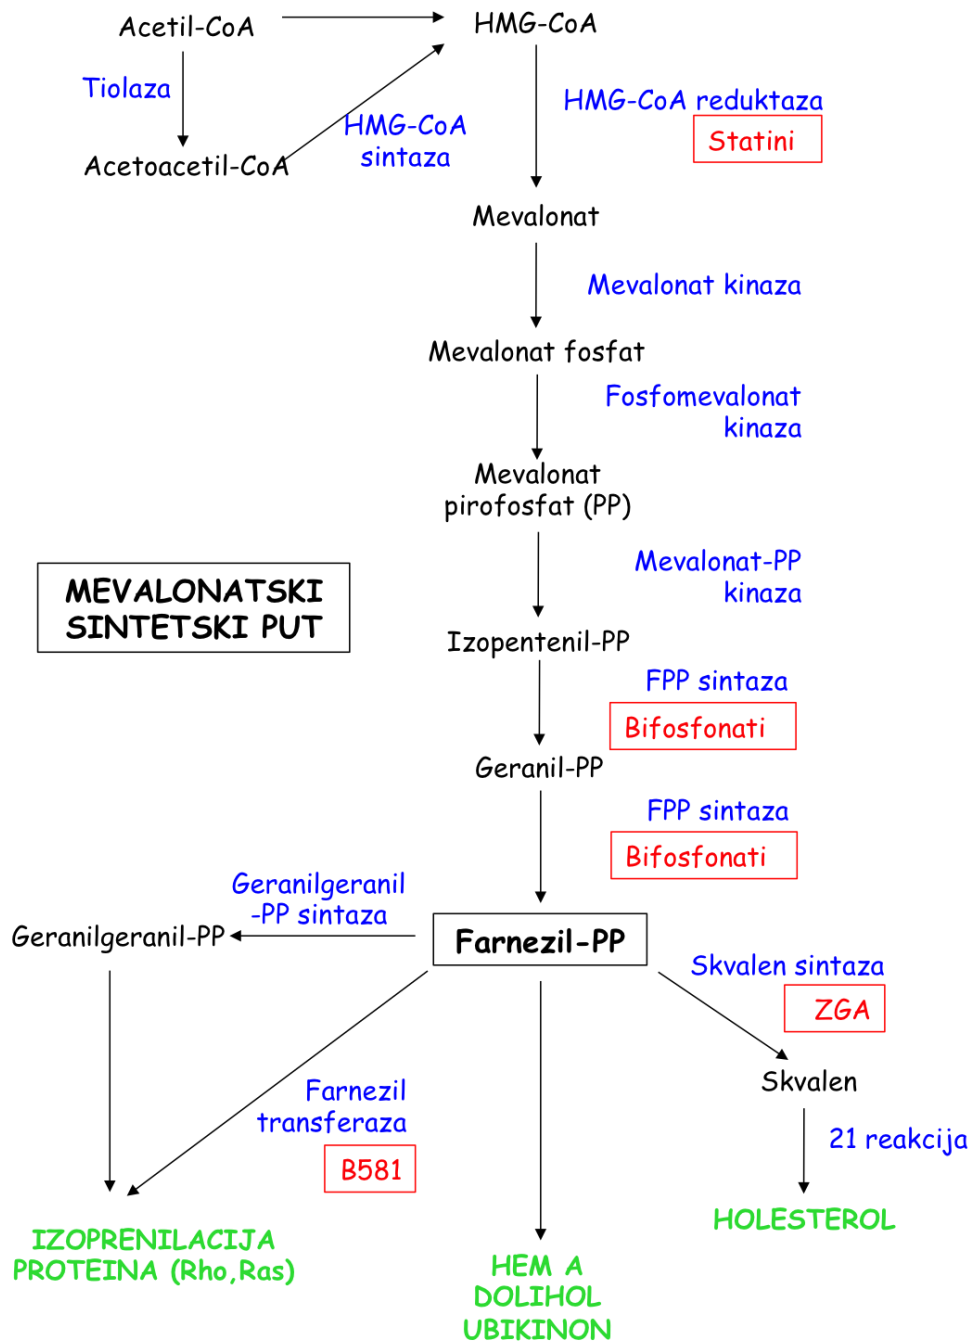 Acetil-CoA
HMG-CoA
Tiolaza
HMG-CoA reduktaza
HMG-CoA
sintaza
Statini
Acetoacetil-CoA
Mevalonat
Mevalonat kinaza
Mevalonat fosfat
Fosfomevalonat
kinaza
Mevalonat
pirofosfat (PP)
Mevalonat-PP
kinaza
MEVALONATSKI
SINTETSKI PUT
Izopentenil-PP
FPP sintaza
Bifosfonati
Geranil-PP
FPP sintaza
Bifosfonati
Geranilgeranil
-PP sintaza
Geranilgeranil-PP
Farnezil-PP
Skvalen sintaza
ZGA
Skvalen
Farnezil
transferaza
B581
21 reakcija
HOLESTEROL
IZOPRENILACIJA
PROTEINA (Rho,Ras)
HEM A
DOLIHOL
UBIKINON